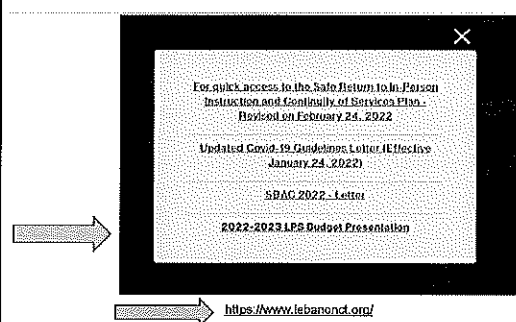 For quick access to the Safe Return to In-Person
Instruction and Continuity of Services Plan -
Revised on February 24, 2022
Updated Covid-19 Guidelines Letter (Effective
January 24, 2022)
SBAC 2022 - Letter
2022-2023 LPS Budget Presentation
https://www.lebanonct.org/